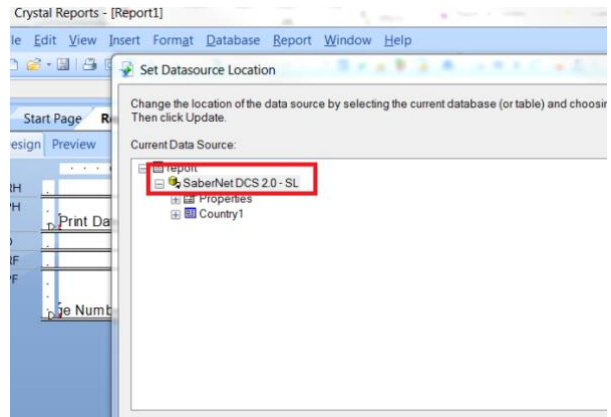 Crystal Reports - [Report1]
le Edit View Insert Format Database Report Window Help
Set Datasource Location
Change the location of the data source by selecting the current database (or table) and choosin
Then click Update.
Start Page R
esign Preview
Current Data Source:
report
SaberNet DCS 2.0 - SL
Properties
Country1
RH
PH
Print Da
D
RF
PF
ge Numb